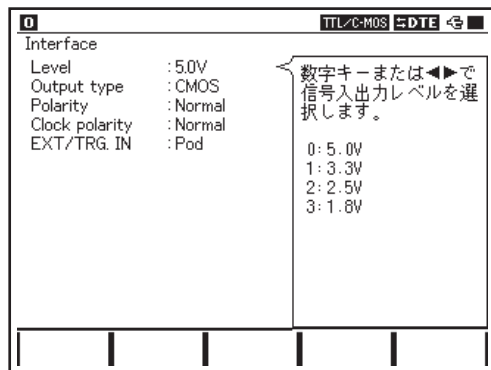 0 TTL/C-MOS DTE
Interface
Level :5.0V
Output type :CMOS
Polarity :Normal
Clock polarity :Normal
EXT/TRG. IN :Pod
数字キーまたは◀▶で
信号入出力レベルを選
択します。
0:5.0V
1:3.3V
2:2.5V
3:1.8V